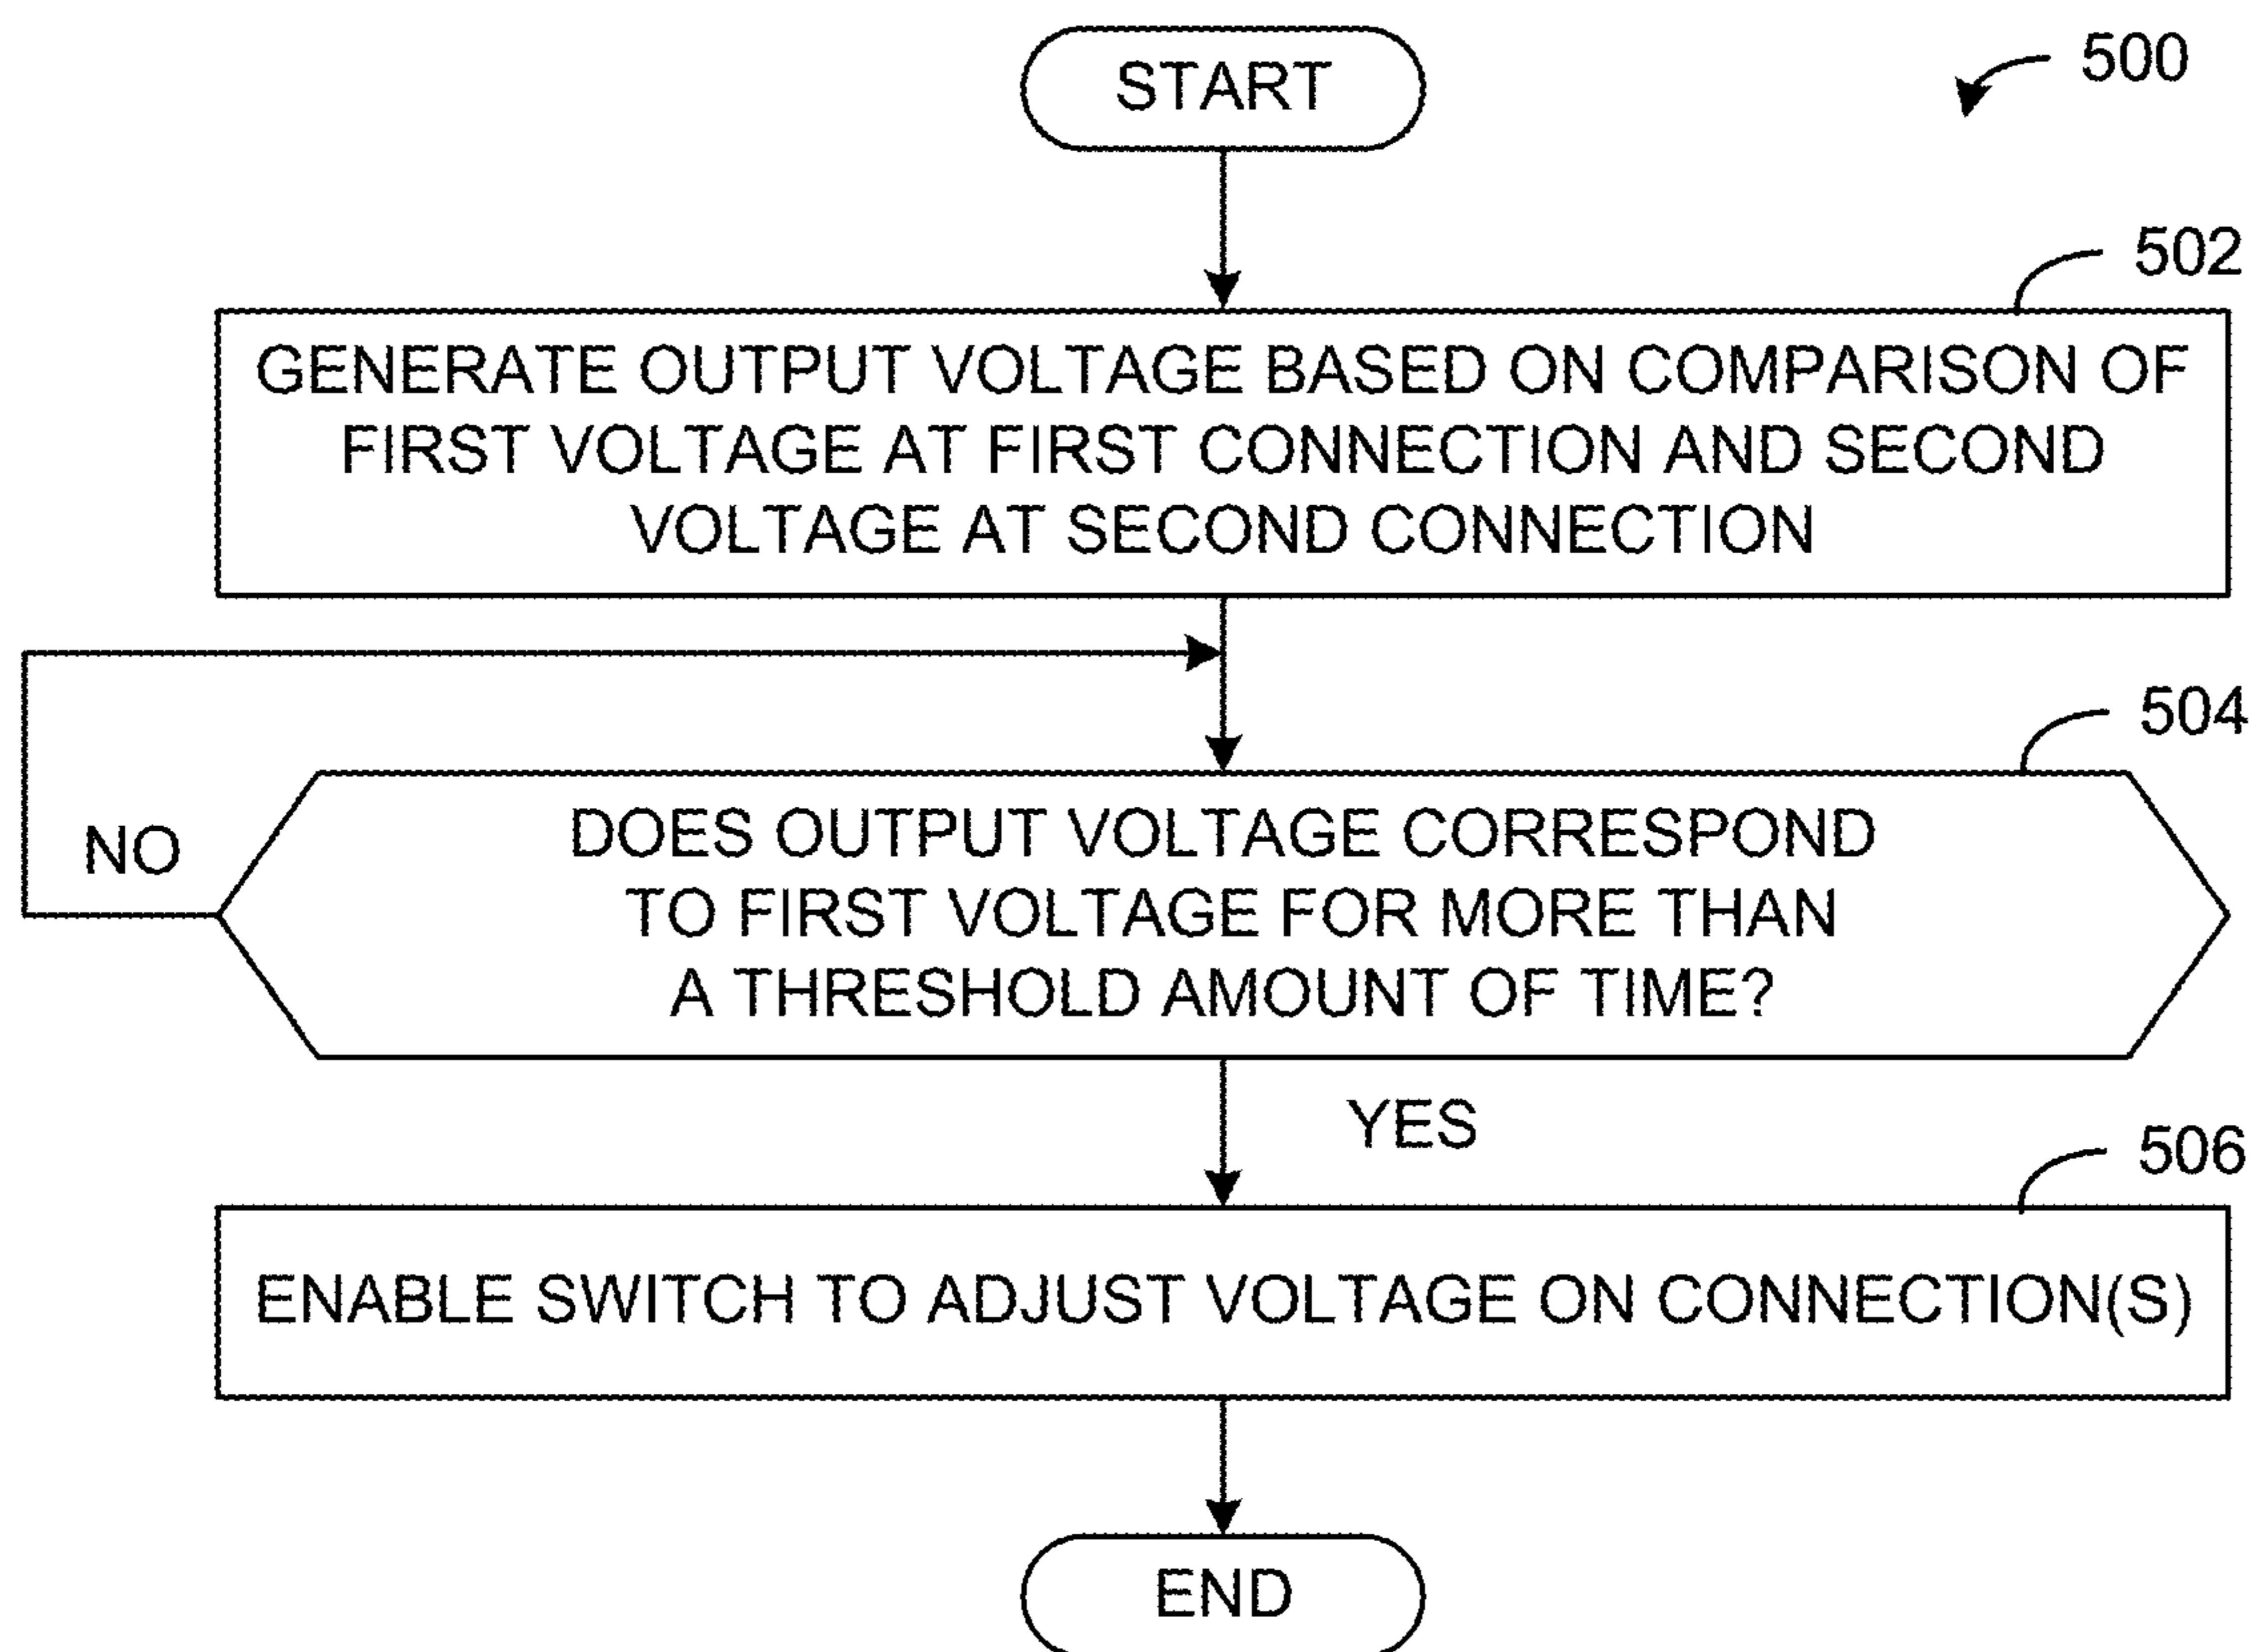 START
500
502
GENERATE OUTPUT VOLTAGE BASED ON COMPARISON OF
FIRST VOLTAGE AT FIRST CONNECTION AND SECOND
VOLTAGE AT SECOND CONNECTION
504
NO
DOES OUTPUT VOLTAGE CORRESPOND
TO FIRST VOLTAGE FOR MORE THAN
A THRESHOLD AMOUNT OF TIME?
YES
506
ENABLE SWITCH TO ADJUST VOLTAGE ON CONNECTION(S)
END